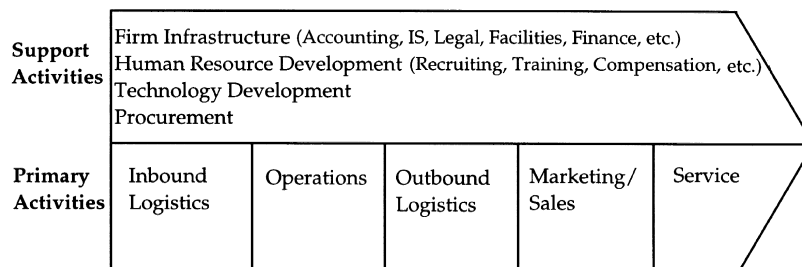 Support
Activities
Firm Infrastructure (Accounting, IS, Legal, Facilities, Finance, etc.)
Human Resource Development (Recruiting, Training, Compensation, etc.)
Technology Development
Procurement
Primary
Activities
Inbound
Logistics
Operations
Outbound
Logistics
Marketing/
Sales
Service